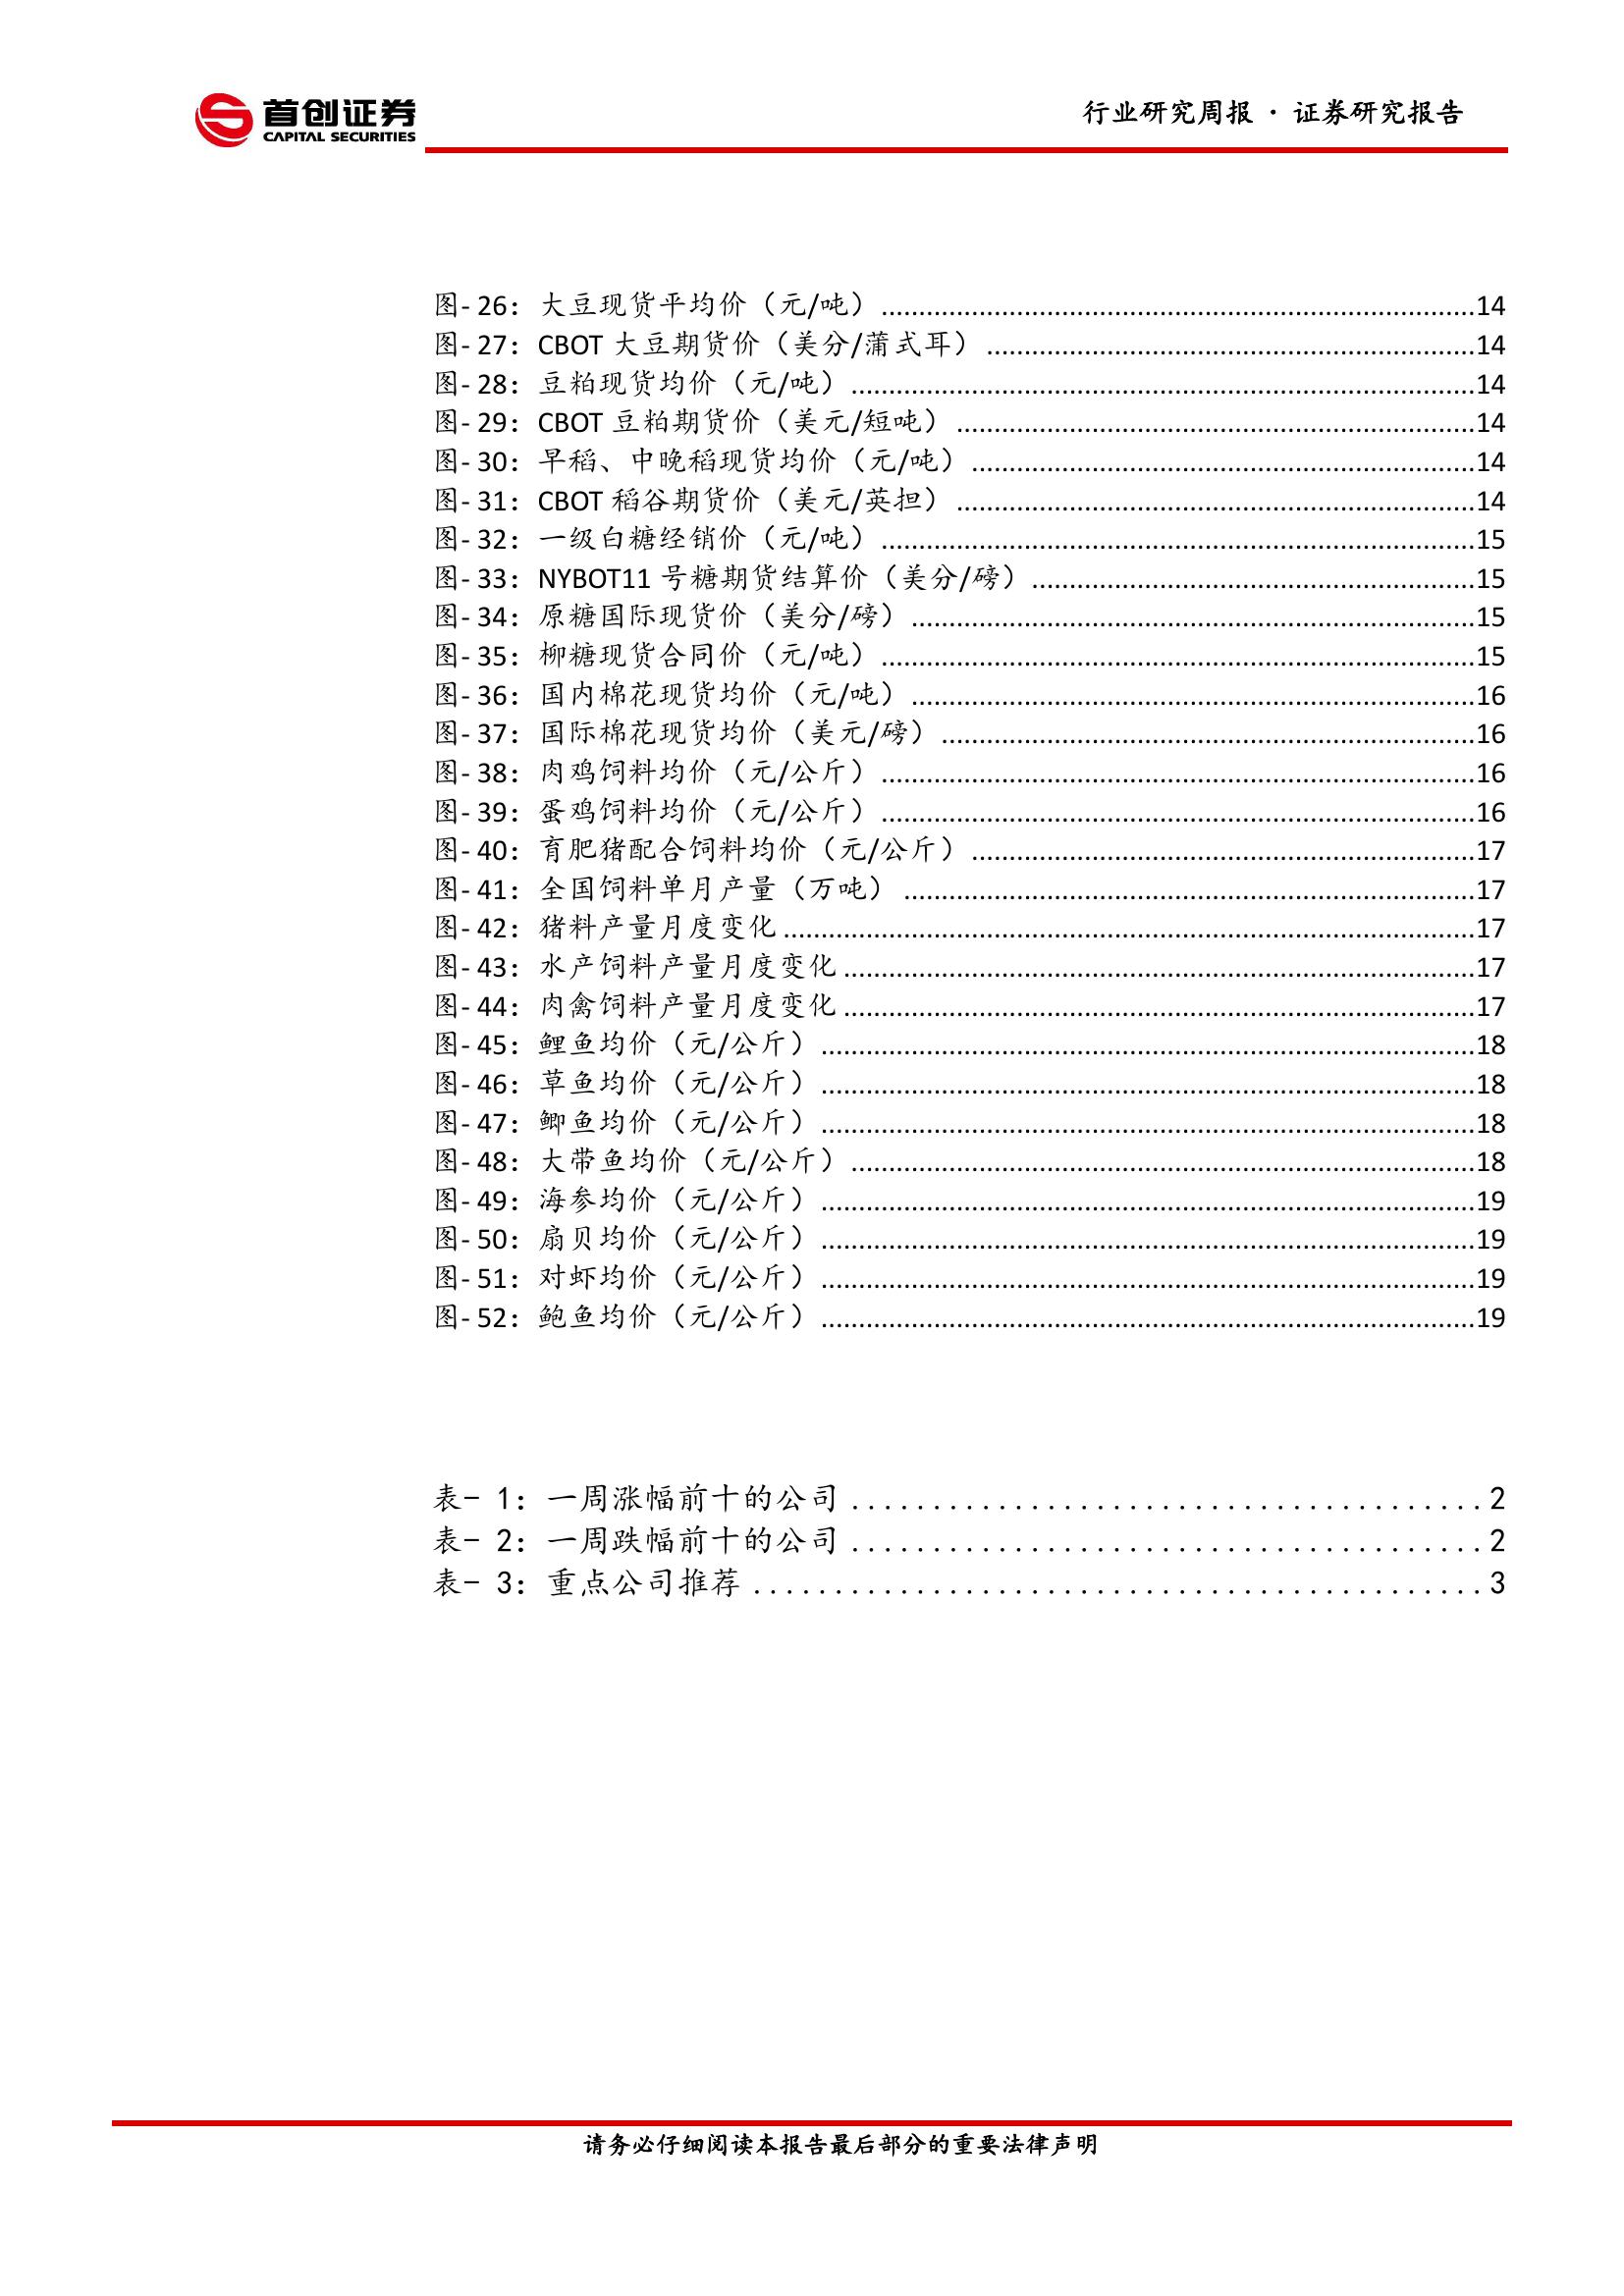 首创证券
CAPITAL SECURITIES
行业研究周报 · 证券研究报告
图- 26：大豆现货平均价（元/吨）14
图- 27：CBOT 大豆期货价（美分/蒲式耳）14
图- 28：豆粕现货均价（元/吨）14
图- 29：CBOT 豆粕期货价（美元/短吨）14
图- 30：早稻、中晚稻现货均价（元/吨）14
图- 31：CBOT 稻谷期货价（美元/英担）14
图- 32：一级白糖经销价（元/吨）15
图- 33：NYBOT11 号糖期货结算价（美分/磅）15
图- 34：原糖国际现货价（美分/磅）15
图- 35：柳糖现货合同价（元/吨）15
图- 36：国内棉花现货均价（元/吨）16
图- 37：国际棉花现货均价（美元/磅）16
图- 38：肉鸡饲料均价（元/公斤）16
图- 39：蛋鸡饲料均价（元/公斤）16
图- 40：育肥猪配合饲料均价（元/公斤）17
图- 41：全国饲料单月产量（万吨）17
图- 42：猪料产量月度变化17
图- 43：水产饲料产量月度变化17
图- 44：肉禽饲料产量月度变化17
图- 45：鲤鱼均价（元/公斤）18
图- 46：草鱼均价（元/公斤）18
图- 47：鲫鱼均价（元/公斤）18
图- 48：大带鱼均价（元/公斤）18
图- 49：海参均价（元/公斤）19
图- 50：扇贝均价（元/公斤）19
图- 51：对虾均价（元/公斤）19
图- 52：鲍鱼均价（元/公斤）19
表- 1：一周涨幅前十的公司2
表- 2：一周跌幅前十的公司2
表- 3：重点公司推荐3
请务必仔细阅读本报告最后部分的重要法律声明